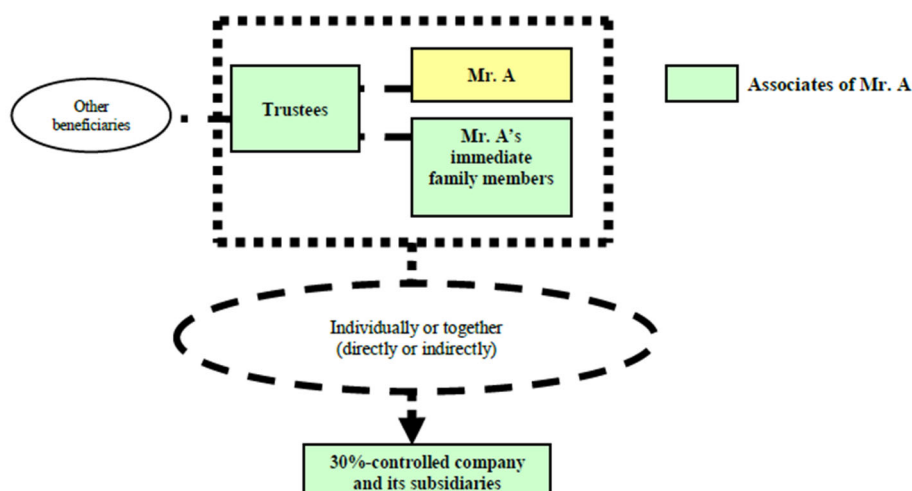 Mr. A
Associates of Mr. A
Other
beneficiaries
Trustees
Mr. A's
immediate
family members
Individually or together
(directly or indirectly)
30%-controlled company
and its subsidiaries